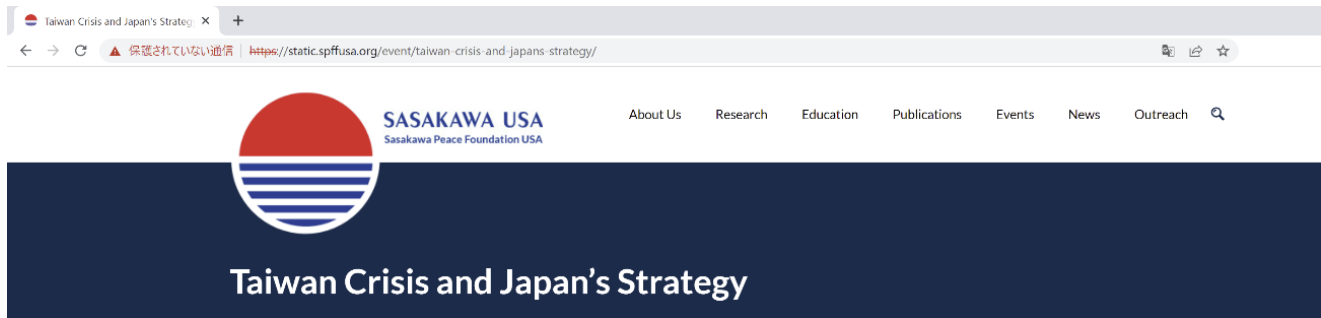 Taiwan Crisis and Japan's Strateg
保護されていない通信 | https://static.spffusa.org/event/taiwan-crisis-and-japans-strategy/
SASAKAWA USA
Sasakawa Peace Foundation USA
About Us Research Education Publications Events News Outreach
Taiwan Crisis and Japan's Strategy